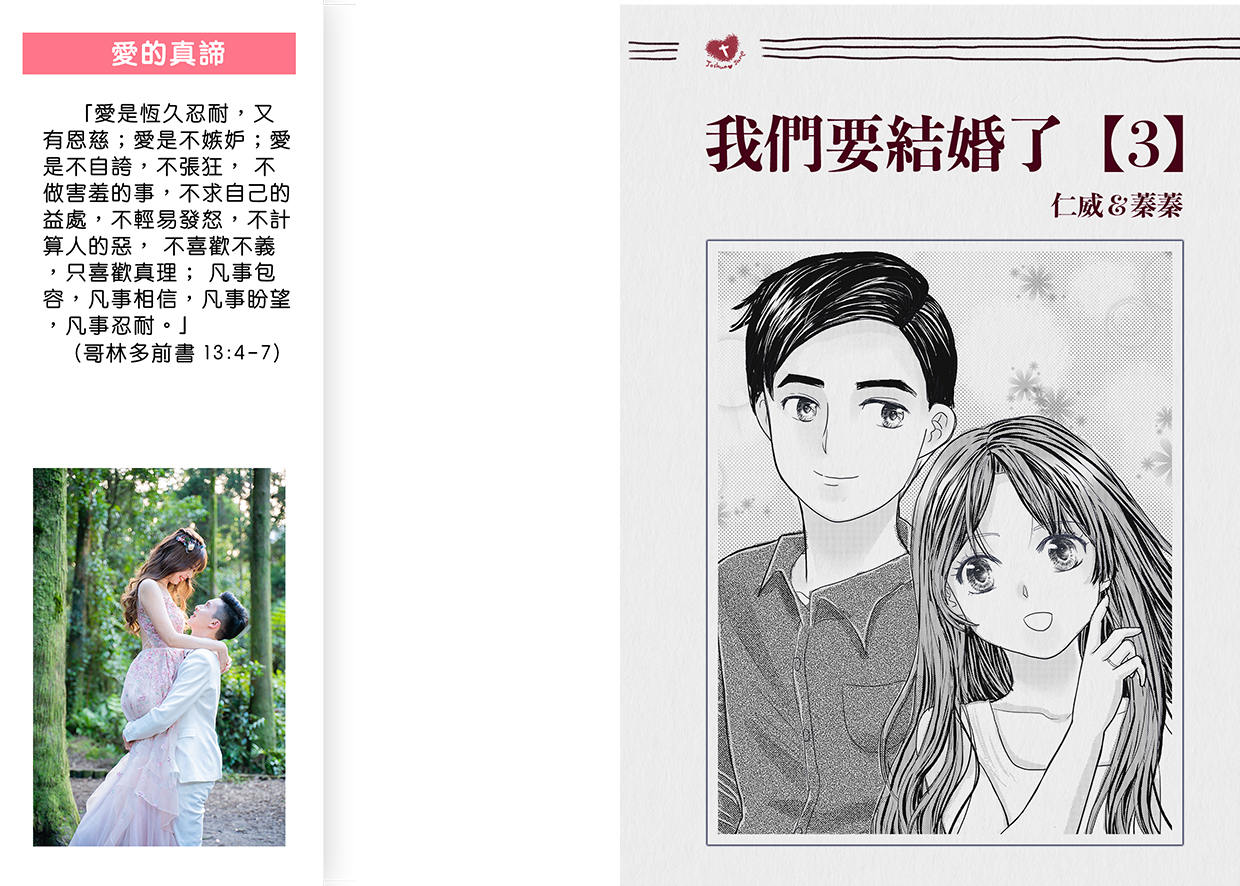 愛的真諦
「愛是恆久忍耐，又
有恩慈；愛是不嫉妒；愛
是不自誇，不張狂， 不
做害羞的事，不求自己的
益處，不輕易發怒，不計
算人的惡， 不喜歡不義
，只喜歡真理； 凡事包
容，凡事相信，凡事盼望
，凡事忍耐。」
（哥林多前書 13:4-7）
Joshua♥June
我們要結婚了【3】
仁威&蓁蓁